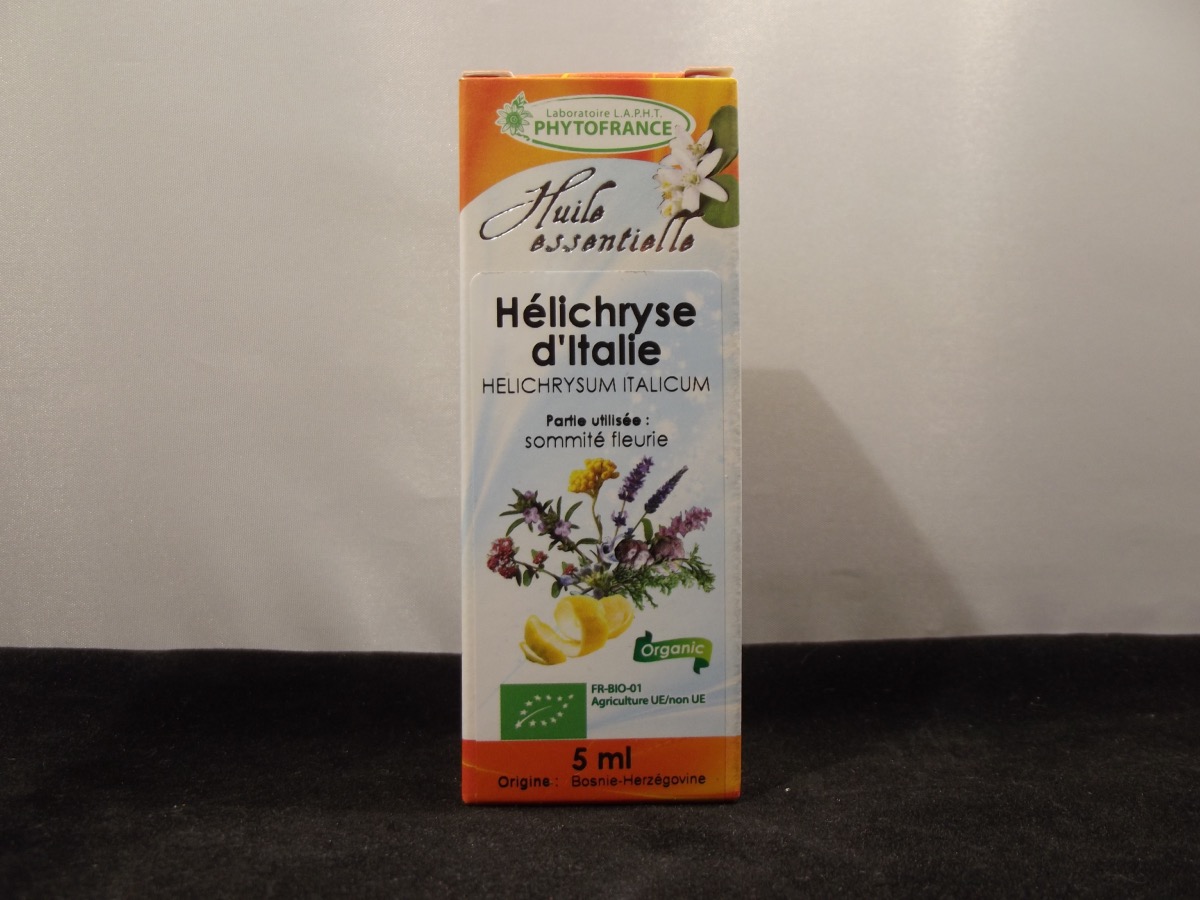 Laboratoire L.A.P.H.T.
PHYTOFRANCE
Huile
essentielle
Hélichryse
d'Italie
HELICHRYSUM ITALICUM
Partie utilisée :
sommité fleurie
Organic
FR-BIO-01
Agriculture UE/non UE
5 ml
Origine : Bosnie-Herzégovine